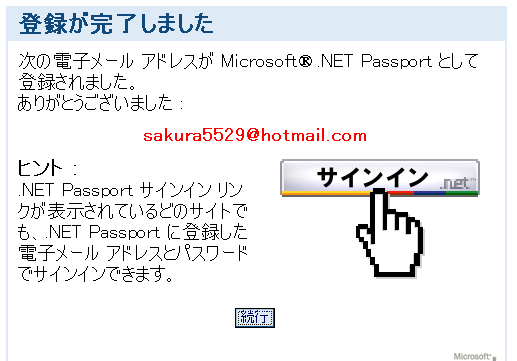 登録が完了しました
次の電子メール アドレスが Microsoft® .NET Passport として
登録されました。
ありがとうございました :
sakura5529@hotmail.com
ヒント :
.NET Passport サインイン リン
クが表示されているどのサイトで
も、.NET Passport に登録した
電子メール アドレスとパスワード
でサインインできます。
サインイン .net™
続行
Microsoft®